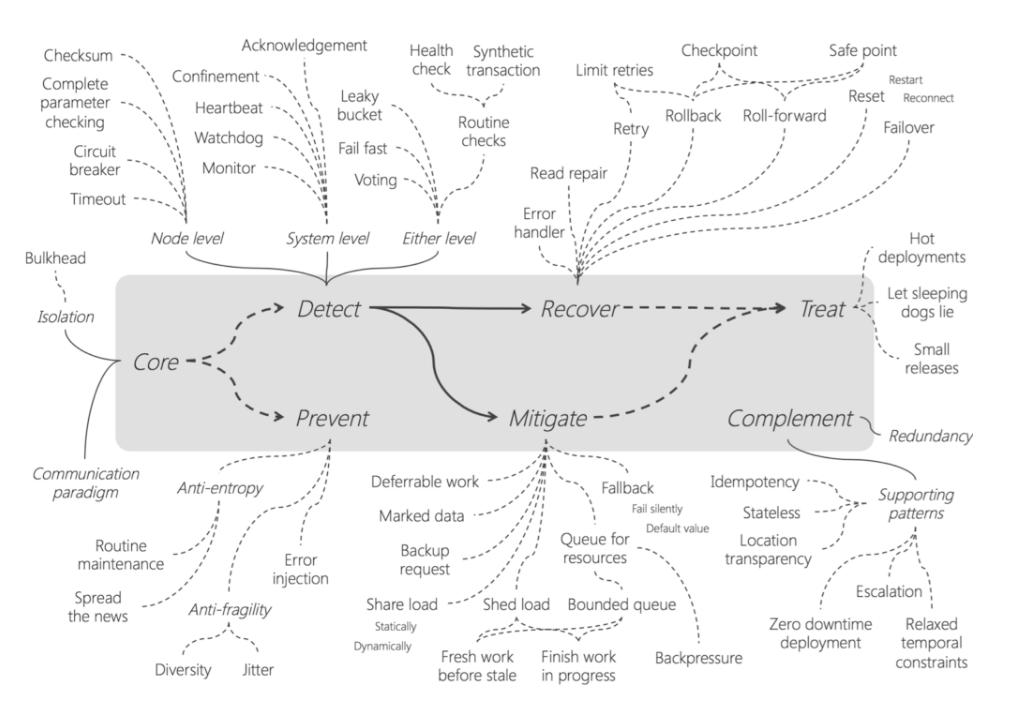 Checksum
Complete
parameter
checking
Circuit
breaker
Timeout
Node level
Acknowledgement
Confinement
Heartbeat
Watchdog
Monitor
System level
Health
check
Synthetic
transaction
Leaky
bucket
Routine
checks
Fail fast
Voting
Either level
Limit retries
Checkpoint
Safe point
Restart
Reset
Reconnect
Retry
Rollback
Roll-forward
Failover
Read repair
Error
handler
Bulkhead
Isolation
Hot
deployments
Let sleeping
dogs lie
Small
releases
Detect
Recover
Treat
Core
Prevent
Mitigate
Complement
Redundancy
Communication
paradigm
Anti-entropy
Routine
maintenance
Spread
the news
Error
injection
Anti-fragility
Diversity
Jitter
Deferrable work
Marked data
Backup
request
Share load
Statically
Dynamically
Shed load
Fallback
Fail silently
Default value
Queue for
resources
Bounded queue
Fresh work
before stale
Finish work
in progress
Backpressure
Idempotency
Stateless
Location
transparency
Supporting
patterns
Escalation
Zero downtime
deployment
Relaxed
temporal
constraints